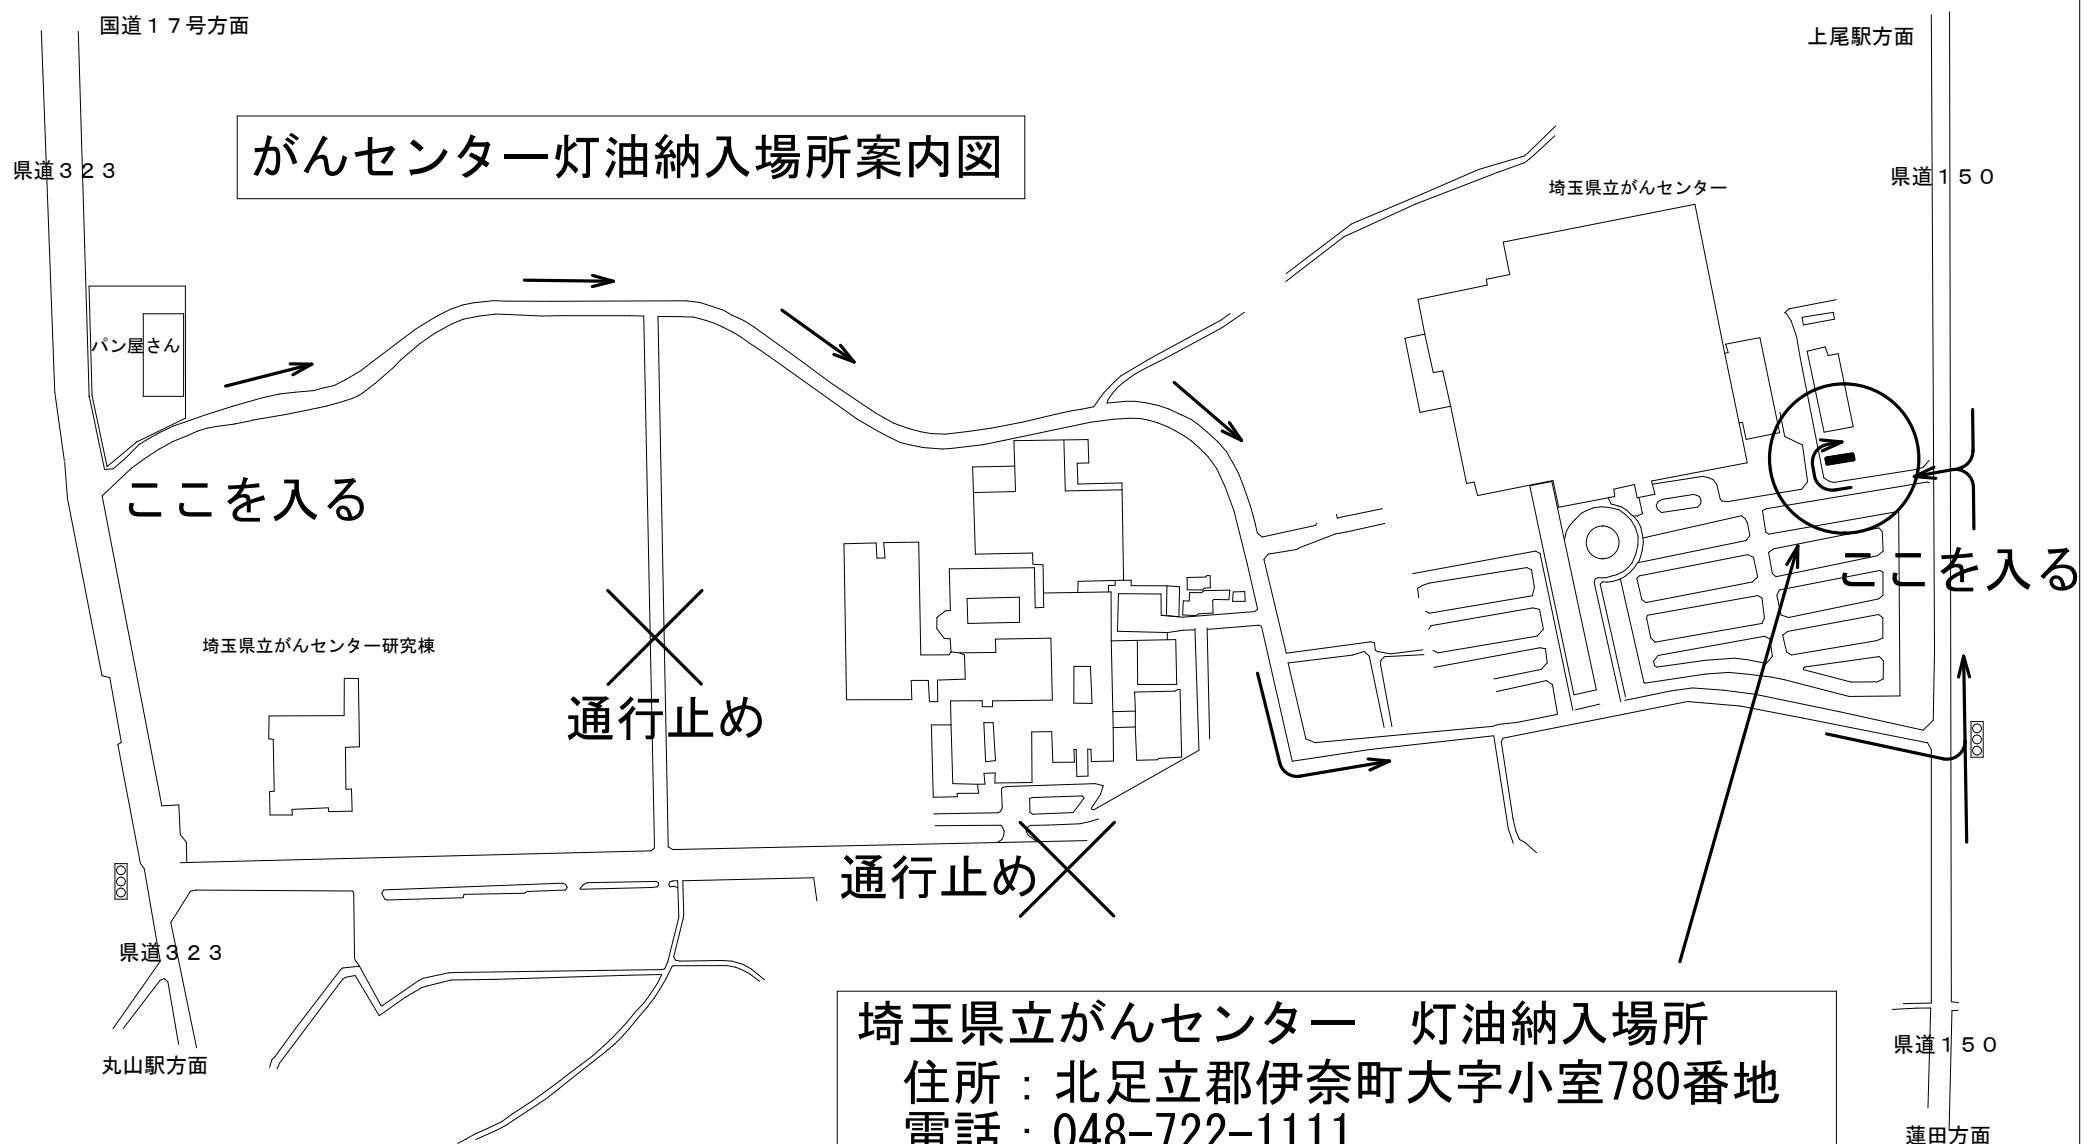 国道１７号方面
上尾駅方面
がんセンター灯油納入場所案内図
県道３２３
県道１５０
埼玉県立がんセンター
パン屋さん
ここを入る
ここを入る
埼玉県立がんセンター研究棟
通行止め
通行止め
県道３２３
丸山駅方面
埼玉県立がんセンター　灯油納入場所
住所：北足立郡伊奈町大字小室780番地
電話：048-722-1111
県道１５０
蓮田方面